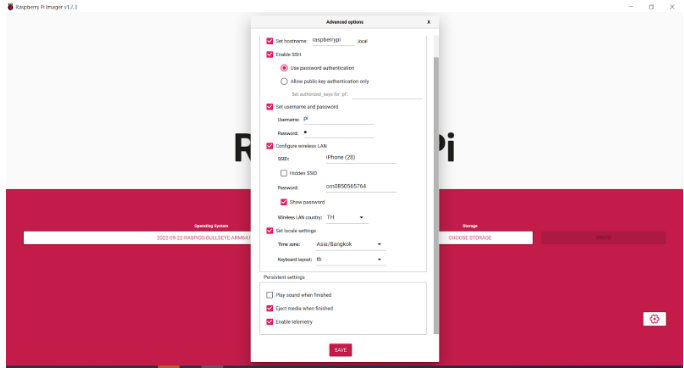 Raspberry Pi Imager v1.7.3
Advanced options
X
Set hostname: raspberrypi .local
Enable SSH
Use password authentication
Allow public-key authentication only
Set authorized_keys for 'pi':
Set username and password
Username: pi
Password: •
Configure wireless LAN
SSID: iPhone (28)
Hidden SSID
Password:
Show password
Wireless LAN country: TH
Set locale settings
Time zone: Asia/Bangkok
Keyboard layout: th
Persistent settings
Play sound when finished
Eject media when finished
Enable telemetry
SAVE
R
Pi
Operating System
2022-09-22-RASPIOS-BULLSEYE-ARM64
Storage
CHOOSE STORAGE
WRITE